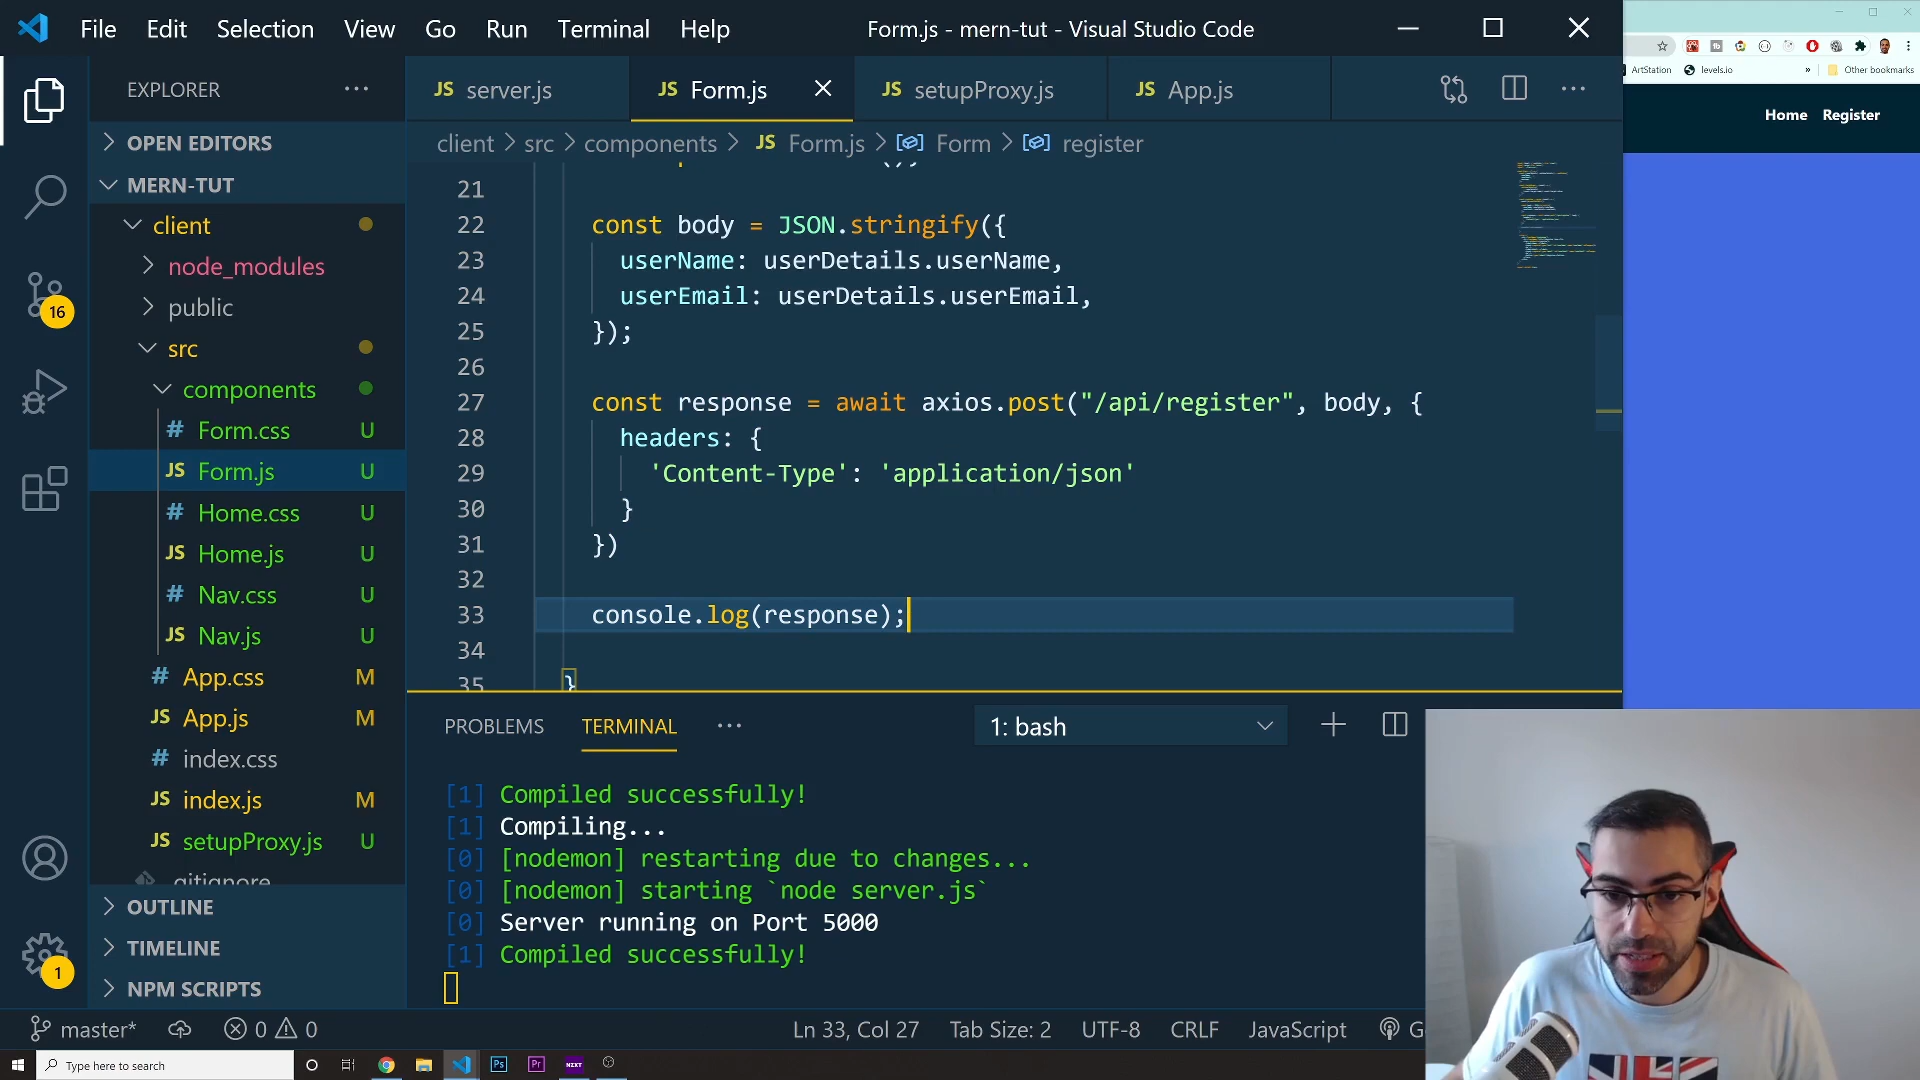 File Edit Selection View Go Run Terminal Help
Form.js - mern-tut - Visual Studio Code
EXPLORER
OPEN EDITORS
MERN-TUT
client
node_modules
public
src
components
Form.css U
Form.js U
Home.css U
Home.js U
Nav.css U
Nav.js U
App.css M
App.js M
index.css
index.js M
setupProxy.js U
.gitignore
OUTLINE
TIMELINE
NPM SCRIPTS
16
1
JS server.js
JS Form.js
JS setupProxy.js
JS App.js
client > src > components > JS Form.js > Form > register
21
22 const body = JSON.stringify({
23 userName: userDetails.userName,
24 userEmail: userDetails.userEmail,
25 });
26
27 const response = await axios.post("/api/register", body, {
28 headers: {
29 'Content-Type': 'application/json'
30 }
31 })
32
33 console.log(response);
34
35 }
PROBLEMS TERMINAL
1: bash
[1] Compiled successfully!
[1] Compiling...
[0] [nodemon] restarting due to changes...
[0] [nodemon] starting `node server.js`
[0] Server running on Port 5000
[1] Compiled successfully!
master* 0 0
Ln 33, Col 27 Tab Size: 2 UTF-8 CRLF JavaScript G
Type here to search
Ps Pr NZXT
ArtStation levels.io » Other bookmarks
Home Register